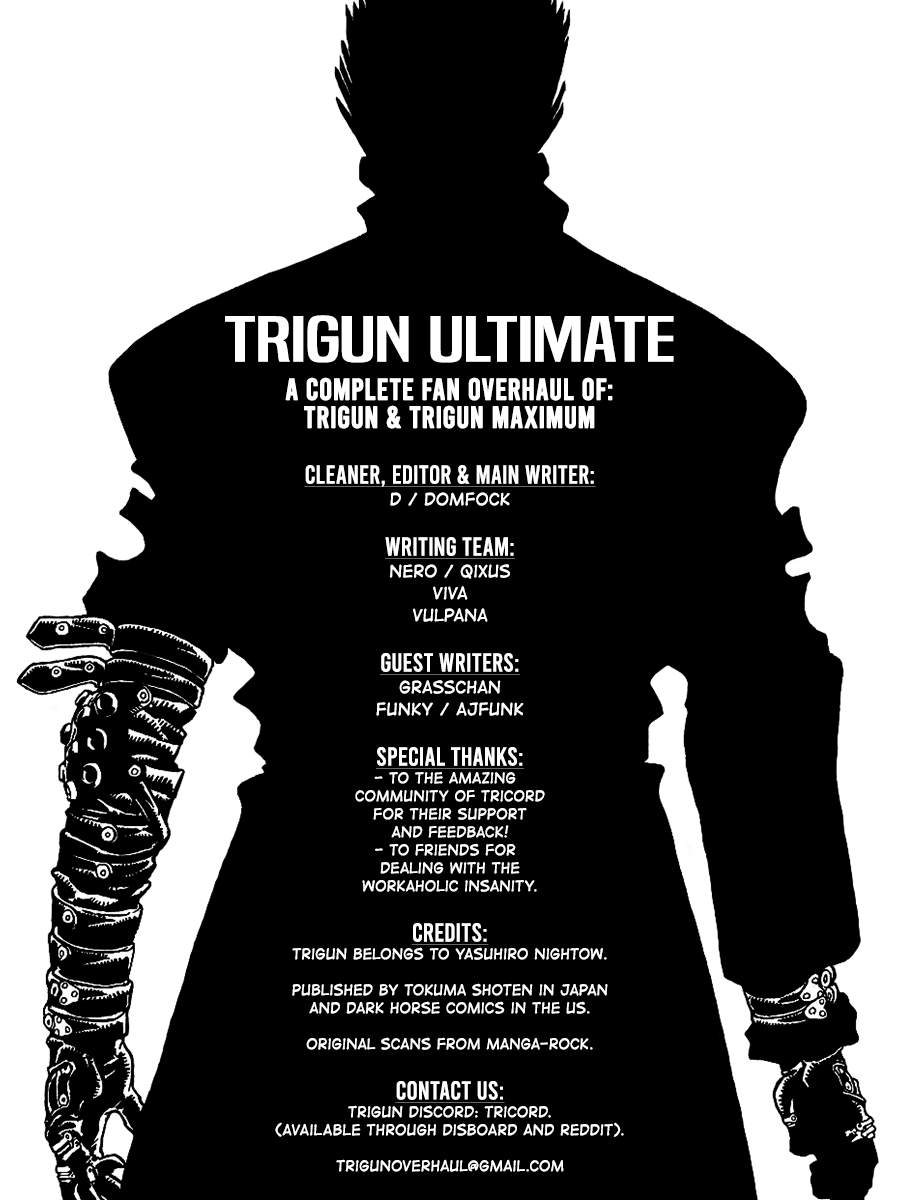 TRIGUN ULTIMATE
A COMPLETE FAN OVERHAUL OF:
TRIGUN & TRIGUN MAXIMUM
CLEANER, EDITOR & MAIN WRITER:
D / DOMFOCK
WRITING TEAM:
NERO / QIXUS
VIVA
VULPANA
GUEST WRITERS:
GRASSCHAN
FUNKY / AJFUNK
SPECIAL THANKS:
- TO THE AMAZING
COMMUNITY OF TRICORD
FOR THEIR SUPPORT
AND FEEDBACK!
- TO FRIENDS FOR
DEALING WITH THE
WORKAHOLIC INSANITY.
CREDITS:
TRIGUN BELONGS TO YASUHIRO NIGHTOW.
PUBLISHED BY TOKUMA SHOTEN IN JAPAN
AND DARK HORSE COMICS IN THE US.
ORIGINAL SCANS FROM MANGA-ROCK.
CONTACT US:
TRIGUN DISCORD: TRICORD.
(AVAILABLE THROUGH DISBOARD AND REDDIT).
TRIGUNOVERHAUL@GMAIL.COM